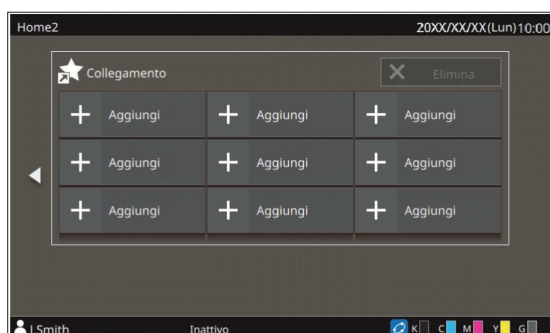 Home2 20XX/XX/XX(Lun)10:00
Collegamento Elimina
Aggiungi Aggiungi Aggiungi
Aggiungi Aggiungi Aggiungi
Aggiungi Aggiungi Aggiungi
J Smith Inattivo K C M Y G